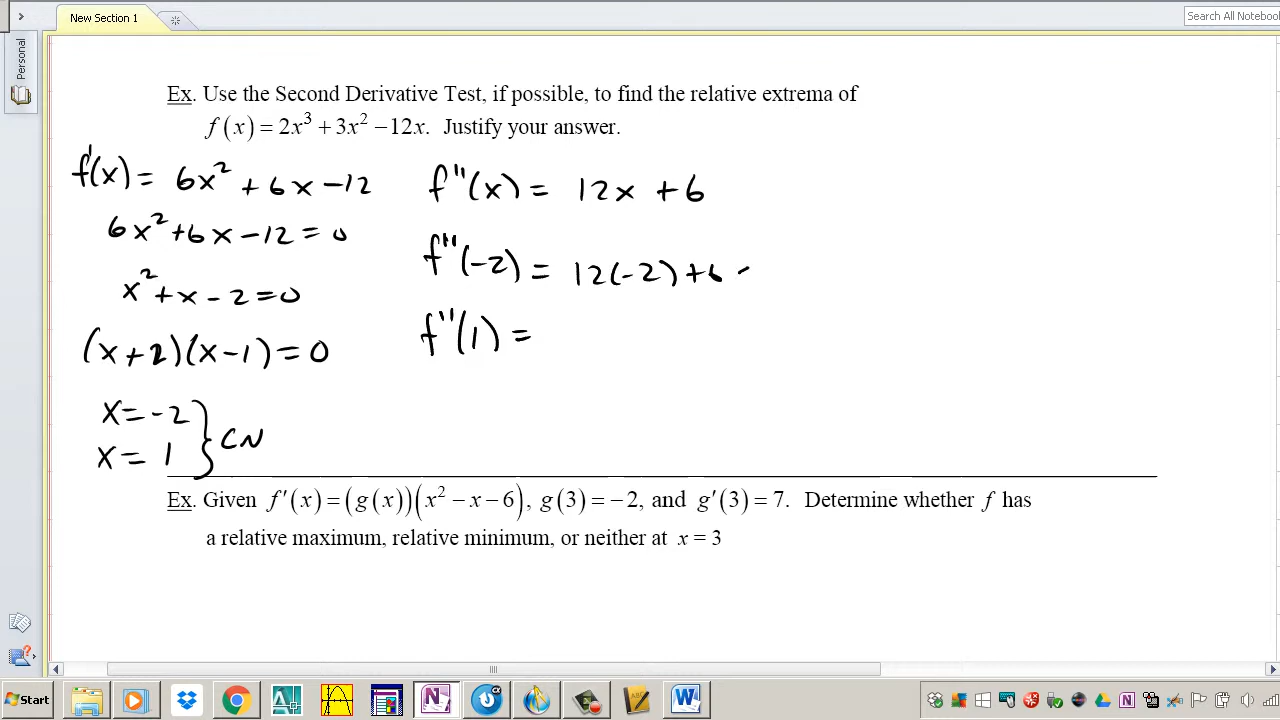 New Section 1
Search All Notebook
Personal
Ex. Use the Second Derivative Test, if possible, to find the relative extrema of
f(x) = 2x³ + 3x² − 12x. Justify your answer.
f'(x) = 6x² + 6x − 12
6x² + 6x − 12 = 0
x² + x − 2 = 0
(x + 2)(x − 1) = 0
x = −2
x = 1
} CN
f''(x) = 12x + 6
f''(−2) = 12(−2) + 6 -
f''(1) =
Ex. Given f'(x) = (g(x))(x² − x − 6), g(3) = −2, and g'(3) = 7. Determine whether f has
a relative maximum, relative minimum, or neither at x = 3
Start